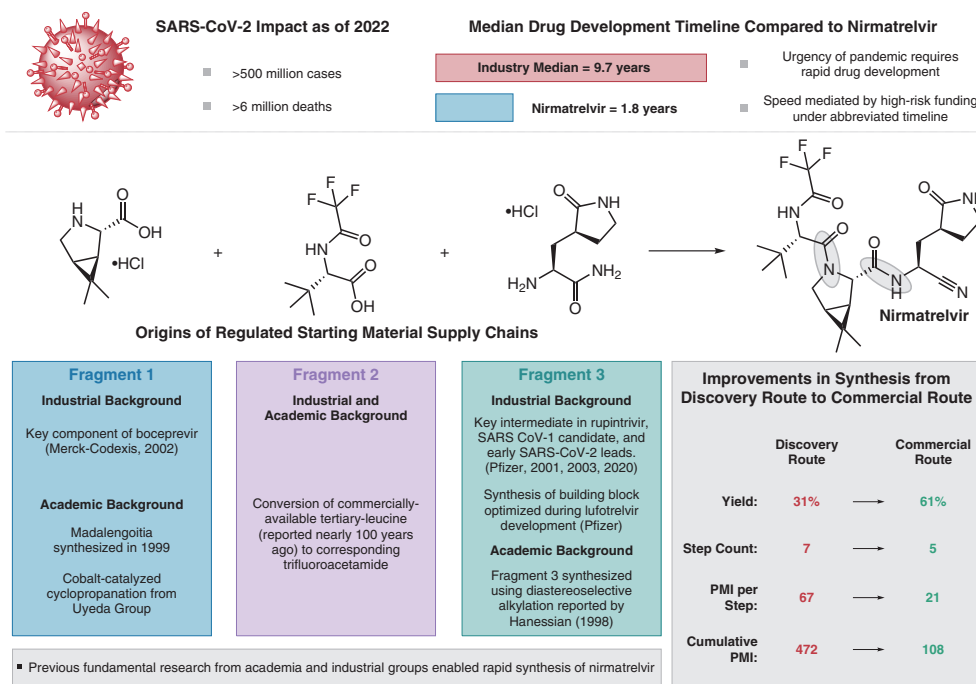 SARS-CoV-2 Impact as of 2022
>500 million cases
>6 million deaths
Median Drug Development Timeline Compared to Nirmatrelvir
Industry Median = 9.7 years
Nirmatrelvir = 1.8 years
Urgency of pandemic requires
rapid drug development
Speed mediated by high-risk funding
under abbreviated timeline
H
N
O
OH
•HCl
+
F
F
F
O
HN
O
OH
+
•HCl
O
NH
H₂N
NH₂
O
F
F
F
O
HN
O
N
O
N
H
O
NH
N
Nirmatrelvir
Origins of Regulated Starting Material Supply Chains
Fragment 1
Industrial Background
Key component of boceprevir
(Merck-Codexis, 2002)
Academic Background
Madalengoitia
synthesized in 1999
Cobalt-catalyzed
cyclopropanation from
Uyeda Group
Fragment 2
Industrial and
Academic Background
Conversion of commercially-
available tertiary-leucine
(reported nearly 100 years
ago) to corresponding
trifluoroacetamide
Fragment 3
Industrial Background
Key intermediate in rupintrivir,
SARS CoV-1 candidate, and
early SARS-CoV-2 leads.
(Pfizer, 2001, 2003, 2020)
Synthesis of building block
optimized during lufotrelvir
development (Pfizer)
Academic Background
Fragment 3 synthesized
using diastereoselective
alkylation reported by
Hanessian (1998)
Improvements in Synthesis from
Discovery Route to Commercial Route
Discovery
Route
Commercial
Route
Yield: 31% 61%
Step Count: 7 5
PMI per
Step: 67 21
Cumulative
PMI: 472 108
Previous fundamental research from academia and industrial groups enabled rapid synthesis of nirmatrelvir